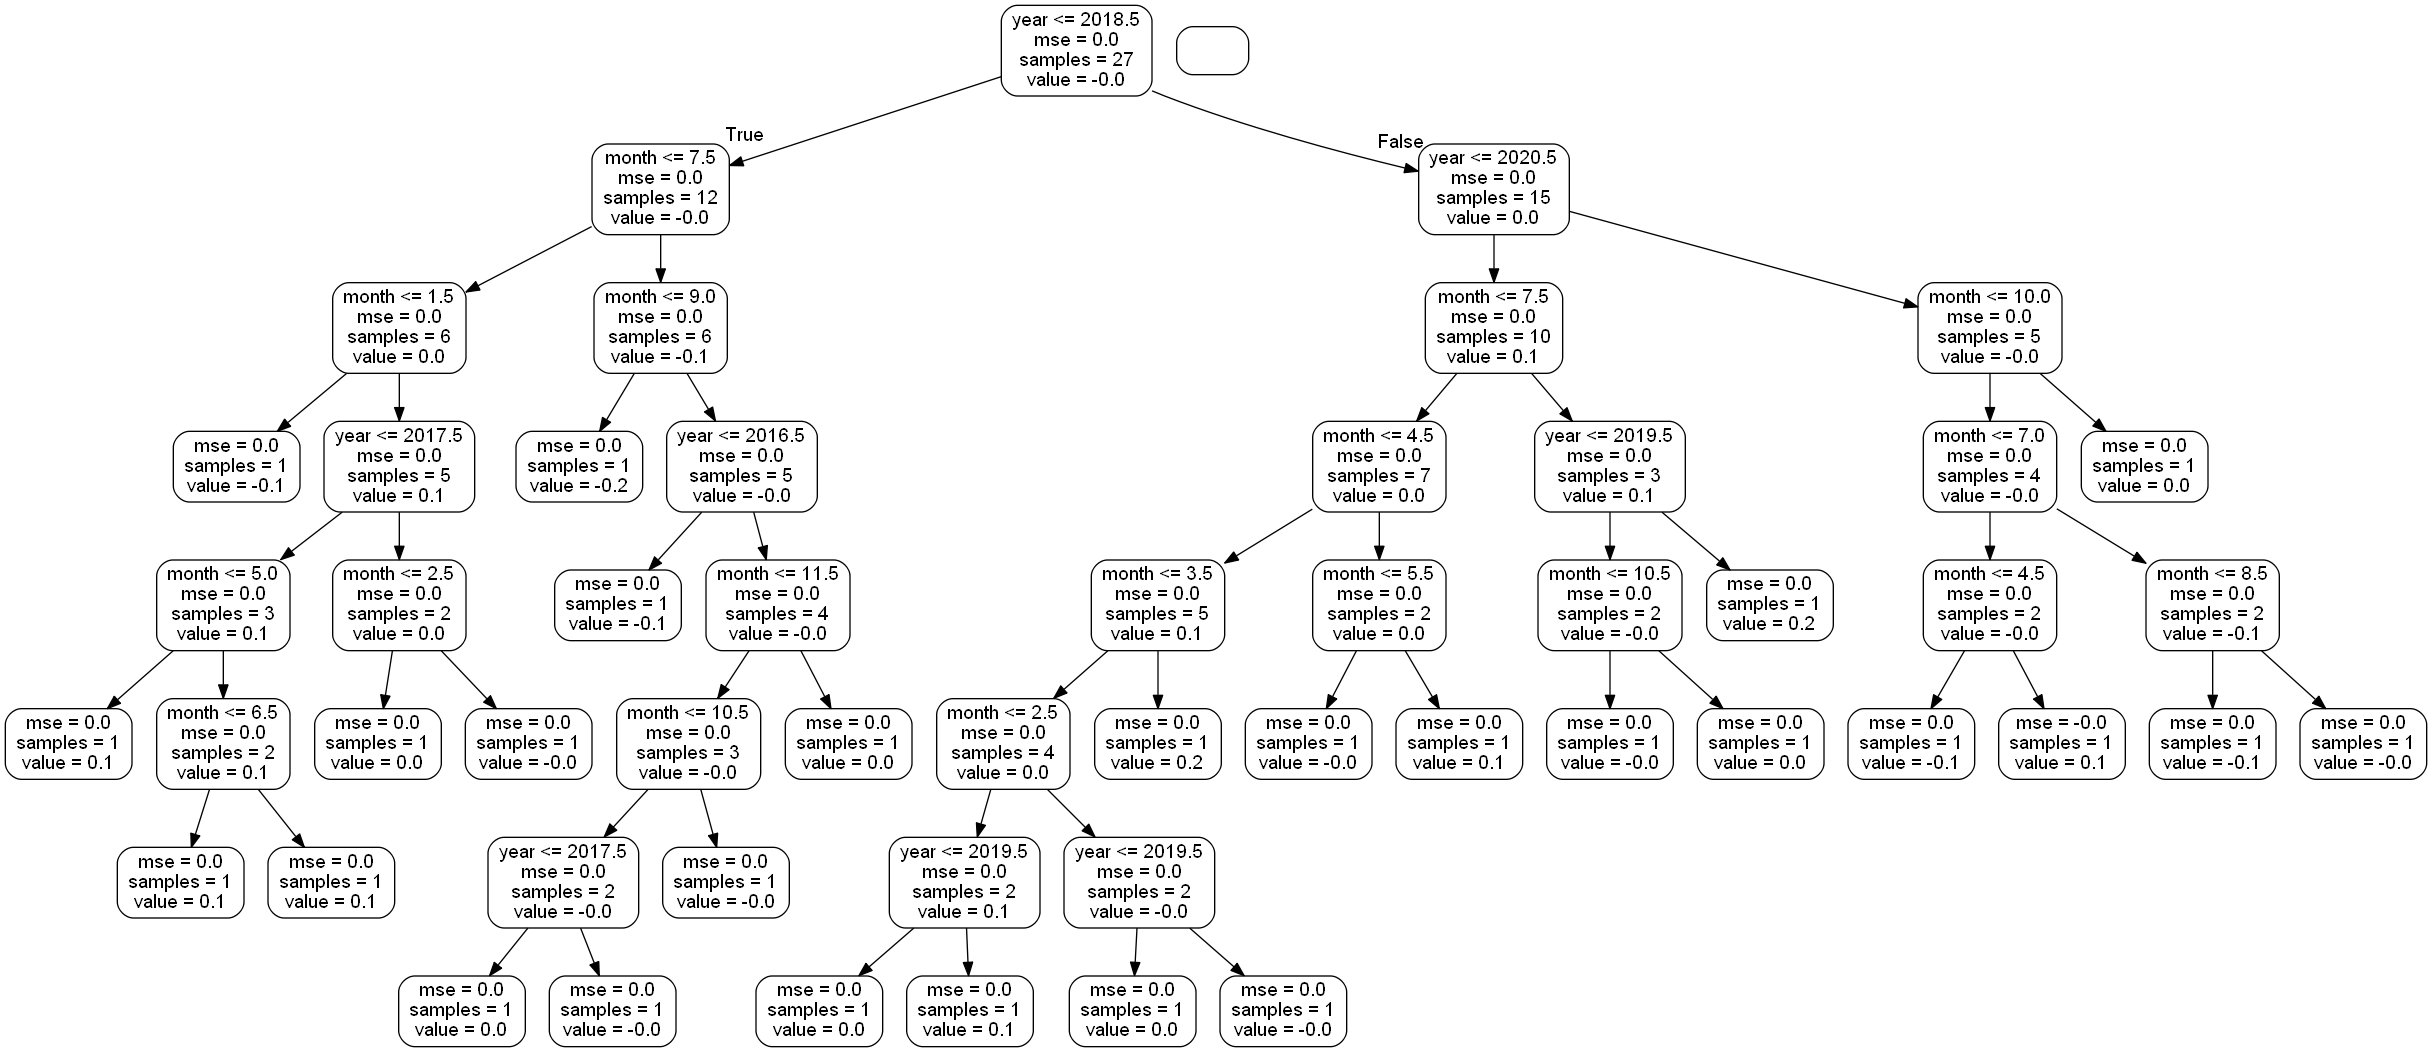 year <= 2018.5
mse = 0.0
samples = 27
value = -0.0
True
False
month <= 7.5
mse = 0.0
samples = 12
value = -0.0
year <= 2020.5
mse = 0.0
samples = 15
value = 0.0
month <= 1.5
mse = 0.0
samples = 6
value = 0.0
month <= 9.0
mse = 0.0
samples = 6
value = -0.1
month <= 7.5
mse = 0.0
samples = 10
value = 0.1
month <= 10.0
mse = 0.0
samples = 5
value = -0.0
mse = 0.0
samples = 1
value = -0.1
year <= 2017.5
mse = 0.0
samples = 5
value = 0.1
mse = 0.0
samples = 1
value = -0.2
year <= 2016.5
mse = 0.0
samples = 5
value = -0.0
month <= 4.5
mse = 0.0
samples = 7
value = 0.0
year <= 2019.5
mse = 0.0
samples = 3
value = 0.1
month <= 7.0
mse = 0.0
samples = 4
value = -0.0
mse = 0.0
samples = 1
value = 0.0
month <= 5.0
mse = 0.0
samples = 3
value = 0.1
month <= 2.5
mse = 0.0
samples = 2
value = 0.0
mse = 0.0
samples = 1
value = -0.1
month <= 11.5
mse = 0.0
samples = 4
value = -0.0
month <= 3.5
mse = 0.0
samples = 5
value = 0.1
month <= 5.5
mse = 0.0
samples = 2
value = 0.0
month <= 10.5
mse = 0.0
samples = 2
value = -0.0
mse = 0.0
samples = 1
value = 0.2
month <= 4.5
mse = 0.0
samples = 2
value = -0.0
month <= 8.5
mse = 0.0
samples = 2
value = -0.1
mse = 0.0
samples = 1
value = 0.1
month <= 6.5
mse = 0.0
samples = 2
value = 0.1
mse = 0.0
samples = 1
value = 0.0
mse = 0.0
samples = 1
value = -0.0
month <= 10.5
mse = 0.0
samples = 3
value = -0.0
mse = 0.0
samples = 1
value = 0.0
month <= 2.5
mse = 0.0
samples = 4
value = 0.0
mse = 0.0
samples = 1
value = 0.2
mse = 0.0
samples = 1
value = -0.0
mse = 0.0
samples = 1
value = 0.1
mse = 0.0
samples = 1
value = -0.0
mse = 0.0
samples = 1
value = 0.0
mse = 0.0
samples = 1
value = -0.1
mse = -0.0
samples = 1
value = 0.1
mse = 0.0
samples = 1
value = -0.1
mse = 0.0
samples = 1
value = -0.0
mse = 0.0
samples = 1
value = 0.1
mse = 0.0
samples = 1
value = 0.1
year <= 2017.5
mse = 0.0
samples = 2
value = -0.0
mse = 0.0
samples = 1
value = -0.0
year <= 2019.5
mse = 0.0
samples = 2
value = 0.1
year <= 2019.5
mse = 0.0
samples = 2
value = -0.0
mse = 0.0
samples = 1
value = 0.0
mse = 0.0
samples = 1
value = -0.0
mse = 0.0
samples = 1
value = 0.0
mse = 0.0
samples = 1
value = 0.1
mse = 0.0
samples = 1
value = 0.0
mse = 0.0
samples = 1
value = -0.0